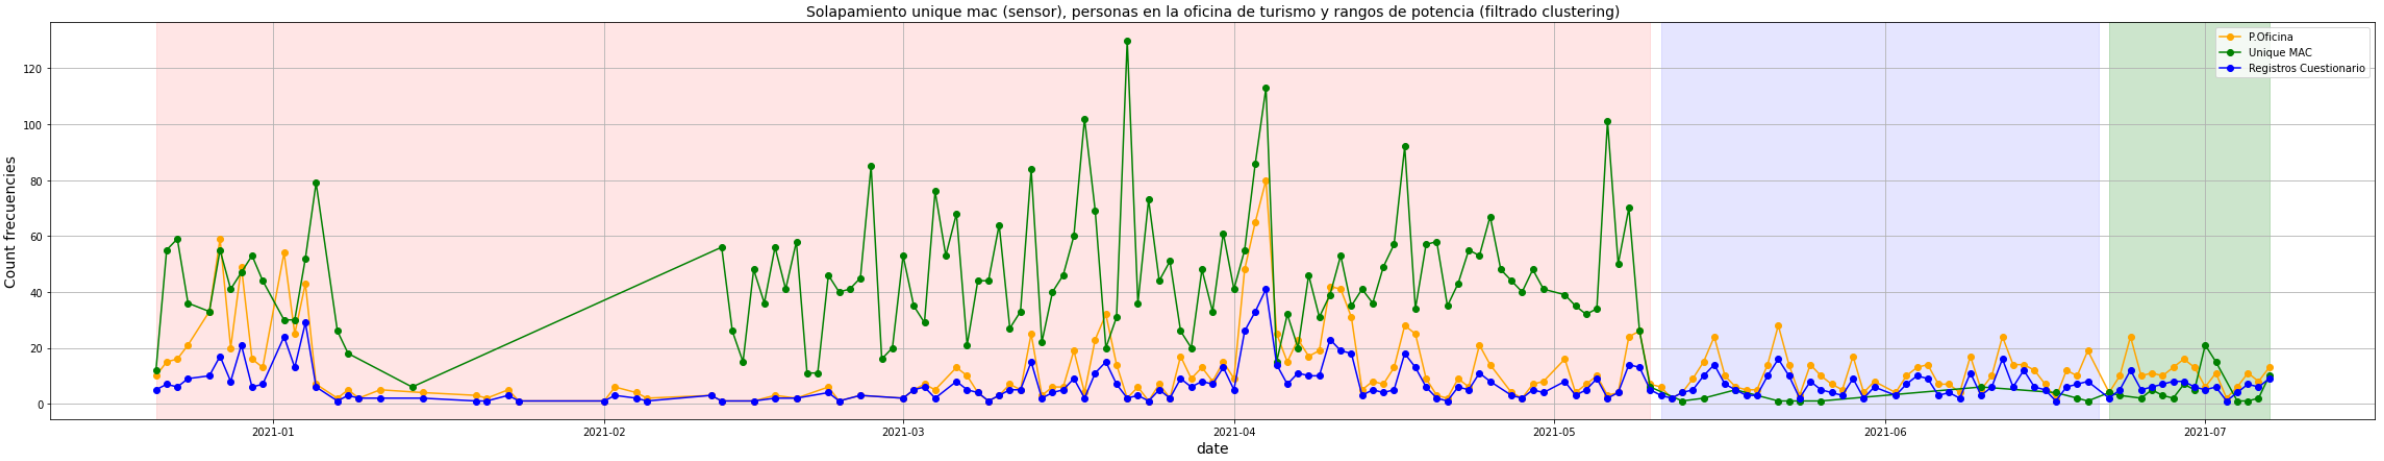 Solapamiento unique mac (sensor), personas en la oficina de turismo y rangos de potencia (filtrado clustering)
P.Oficina
Unique MAC
Registros Cuestionario
Count frecuencies
120
100
80
60
40
20
0
2021-01
2021-02
2021-03
2021-04
2021-05
2021-06
2021-07
date